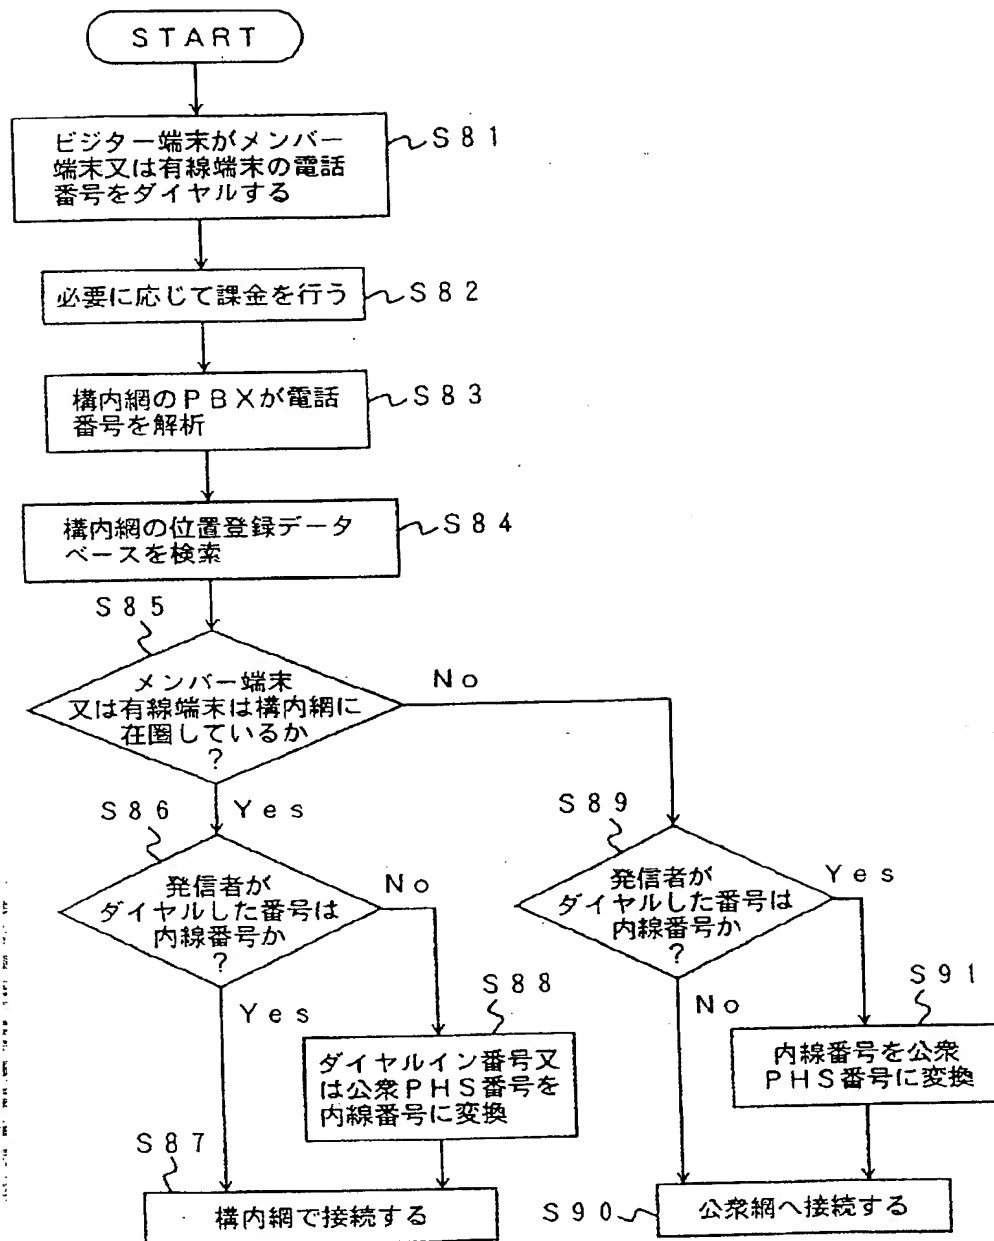 START
ビジター端末がメンバー
端末又は有線端末の電話
番号をダイヤルする
S81
必要に応じて課金を行う
S82
構内網のPBXが電話
番号を解析
S83
構内網の位置登録データ
ベースを検索
S84
S85
メンバー端末
又は有線端末は構内網に
在圏しているか
?
No
Yes
S86
発信者が
ダイヤルした番号は
内線番号か
?
No
Yes
S88
ダイヤルイン番号又
は公衆PHS番号を
内線番号に変換
S87
構内網で接続する
S89
発信者が
ダイヤルした番号は
内線番号か
?
Yes
No
S91
内線番号を公衆
PHS番号に変換
S90
公衆網へ接続する